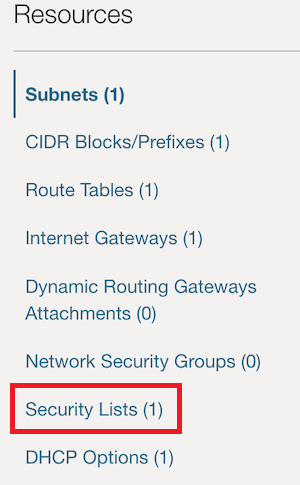 Resources
Subnets (1)
CIDR Blocks/Prefixes (1)
Route Tables (1)
Internet Gateways (1)
Dynamic Routing Gateways
Attachments (0)
Network Security Groups (0)
Security Lists (1)
DHCP Options (1)